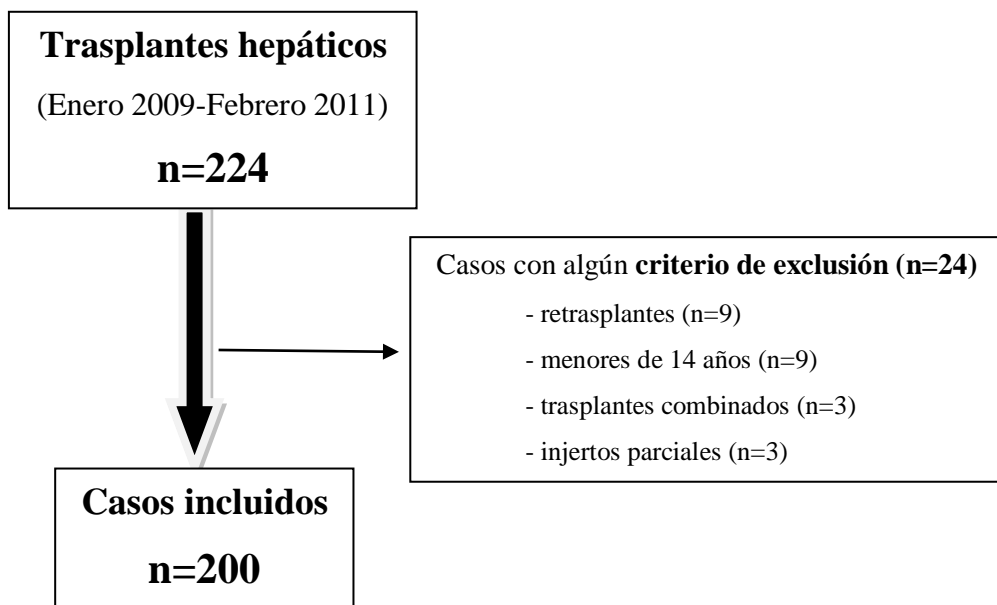 Trasplantes hepáticos
(Enero 2009-Febrero 2011)
n=224
Casos con algún criterio de exclusión (n=24)
- retrasplantes (n=9)
- menores de 14 años (n=9)
- trasplantes combinados (n=3)
- injertos parciales (n=3)
Casos incluidos
n=200